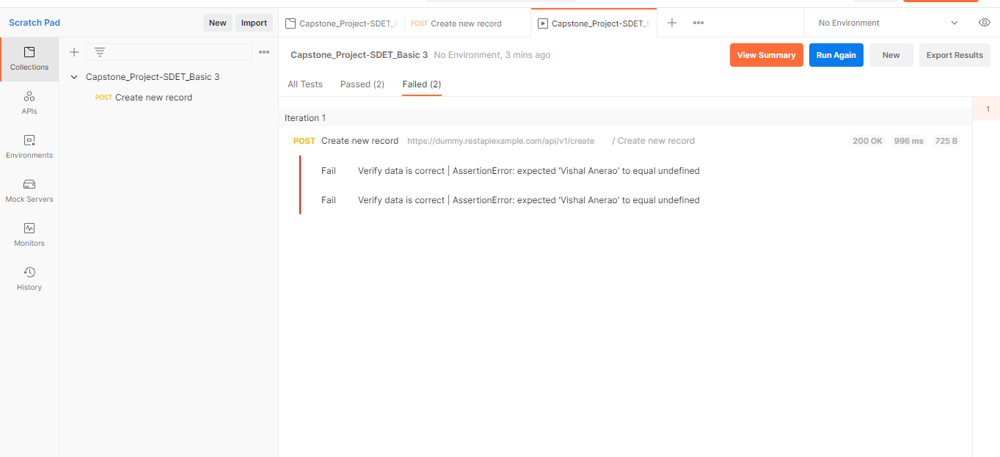 Scratch Pad
New
Import
Capstone_Project-SDET_
POST Create new record
Capstone_Project-SDET_
No Environment
Collections
APIs
Environments
Mock Servers
Monitors
History
Capstone_Project-SDET_Basic 3
POST Create new record
Capstone_Project-SDET_Basic 3 No Environment, 3 mins ago
View Summary
Run Again
New
Export Results
All Tests
Passed (2)
Failed (2)
1
Iteration 1
POST Create new record https://dummy.restapiexample.com/api/v1/create / Create new record 200 OK 996 ms 725 B
Fail Verify data is correct | AssertionError: expected 'Vishal Anerao' to equal undefined
Fail Verify data is correct | AssertionError: expected 'Vishal Anerao' to equal undefined